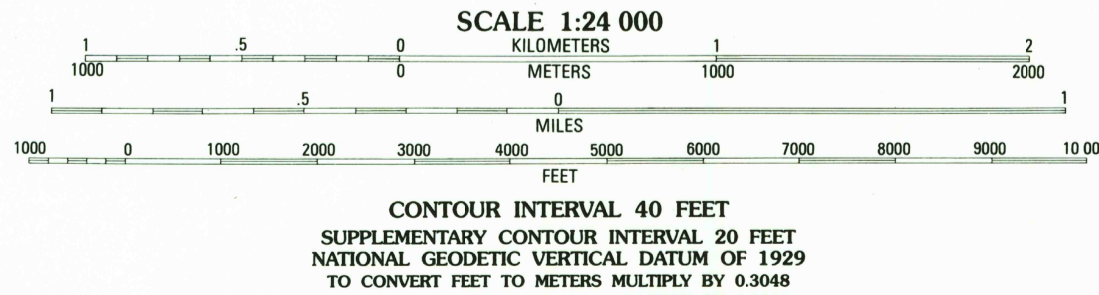 SCALE 1:24 000
1 .5 0 KILOMETERS 1 2
1000 0 METERS 1000 2000
1 .5 0 1
MILES
1000 0 1000 2000 3000 4000 5000 6000 7000 8000 9000 10 00
FEET
CONTOUR INTERVAL 40 FEET
SUPPLEMENTARY CONTOUR INTERVAL 20 FEET
NATIONAL GEODETIC VERTICAL DATUM OF 1929
TO CONVERT FEET TO METERS MULTIPLY BY 0.3048